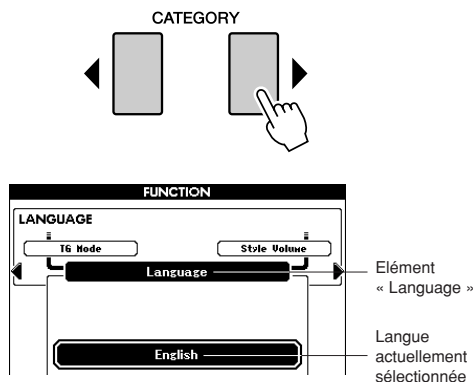 CATEGORY
FUNCTION
LANGUAGE
TG Mode
Style Volume
Language
Elément
« Language »
English
Langue
actuellement
sélectionnée